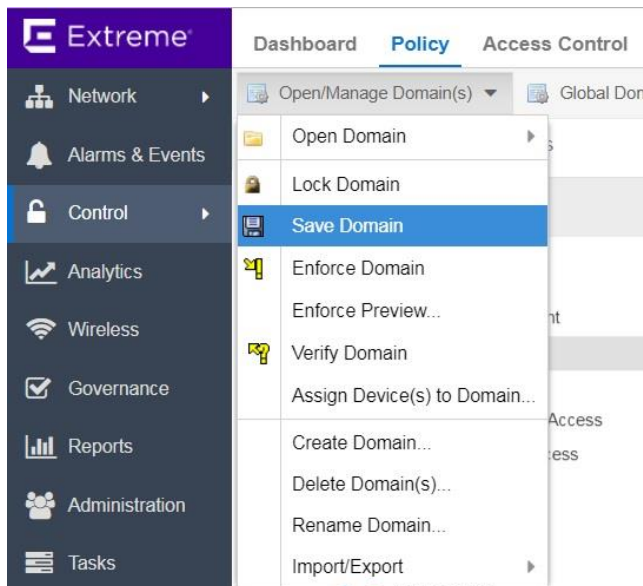 Extreme
Dashboard Policy Access Control
Network
Open/Manage Domain(s)
Global
Open Domain
Alarms & Events
Lock Domain
Control
Save Domain
Analytics
Enforce Domain
Enforce Preview...
Wireless
Verify Domain
Governance
Assign Device(s) to Domain...
Access
Reports
Create Domain...
Delete Domain(s)...
Administration
Rename Domain...
Tasks
Import/Export